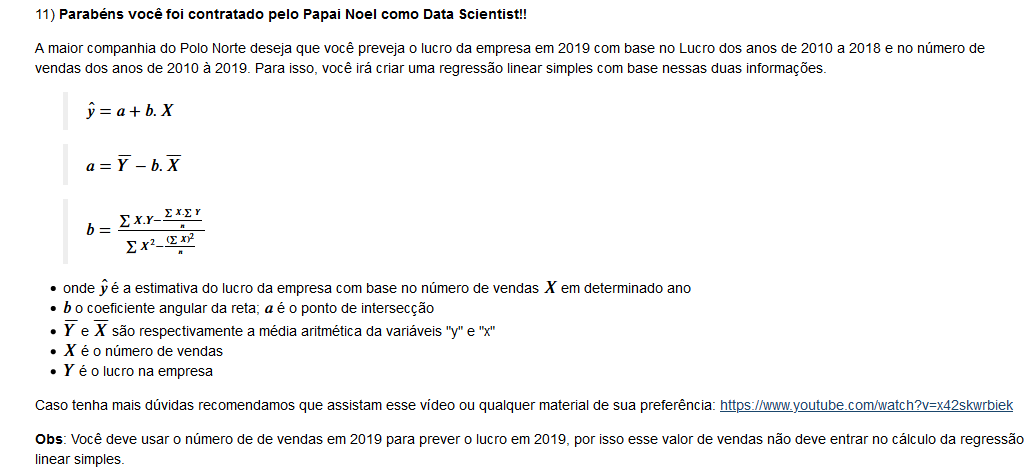 11) Parabéns você foi contratado pelo Papai Noel como Data Scientist!!
A maior companhia do Polo Norte deseja que você preveja o lucro da empresa em 2019 com base no Lucro dos anos de 2010 a 2018 e no número de
vendas dos anos de 2010 à 2019. Para isso, você irá criar uma regressão linear simples com base nessas duas informações.
ŷ = a + b. X
a = Y̅ − b. X̅
b = (∑ X.Y − (∑ X.∑ Y)/n) / (∑ X² − (∑ X)²/n)
• onde ŷ é a estimativa do lucro da empresa com base no número de vendas X em determinado ano
• b o coeficiente angular da reta; a é o ponto de intersecção
• Y̅ e X̅ são respectivamente a média aritmética da variáveis "y" e "x"
• X é o número de vendas
• Y é o lucro na empresa
Caso tenha mais dúvidas recomendamos que assistam esse vídeo ou qualquer material de sua preferência: https://www.youtube.com/watch?v=x42skwrbiek
Obs: Você deve usar o número de de vendas em 2019 para prever o lucro em 2019, por isso esse valor de vendas não deve entrar no cálculo da regressão
linear simples.